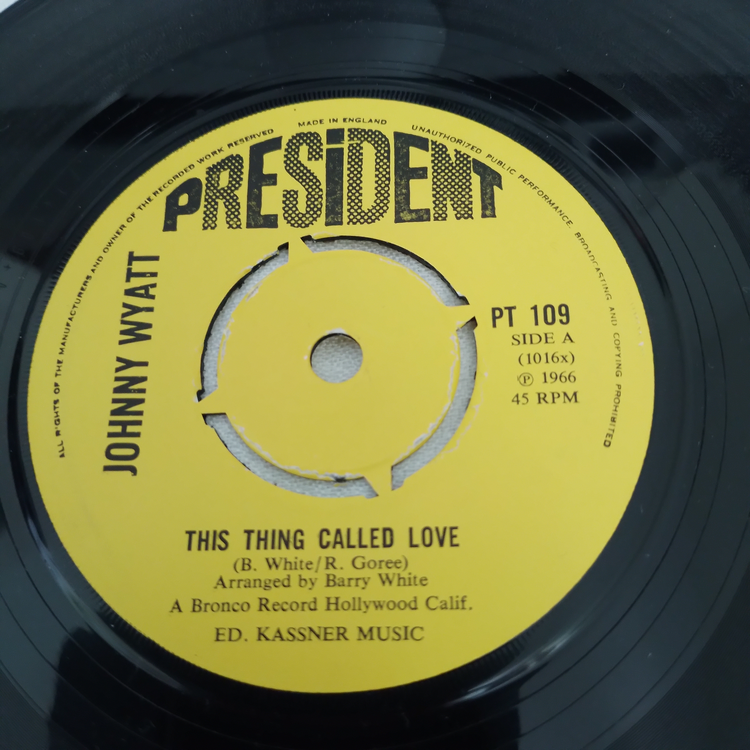 ALL RIGHTS OF THE MANUFACTURERS AND OWNER OF THE RECORDED WORK RESERVED
MADE IN ENGLAND
UNAUTHORIZED PUBLIC PERFORMANCE, BROADCASTING AND COPYING PROHIBITED
PRESiDENT
JOHNNY WYATT
PT 109
SIDE A
(1016x)
℗ 1966
45 RPM
THIS THING CALLED LOVE
(B. White/R. Goree)
Arranged by Barry White
A Bronco Record Hollywood Calif.
ED. KASSNER MUSIC